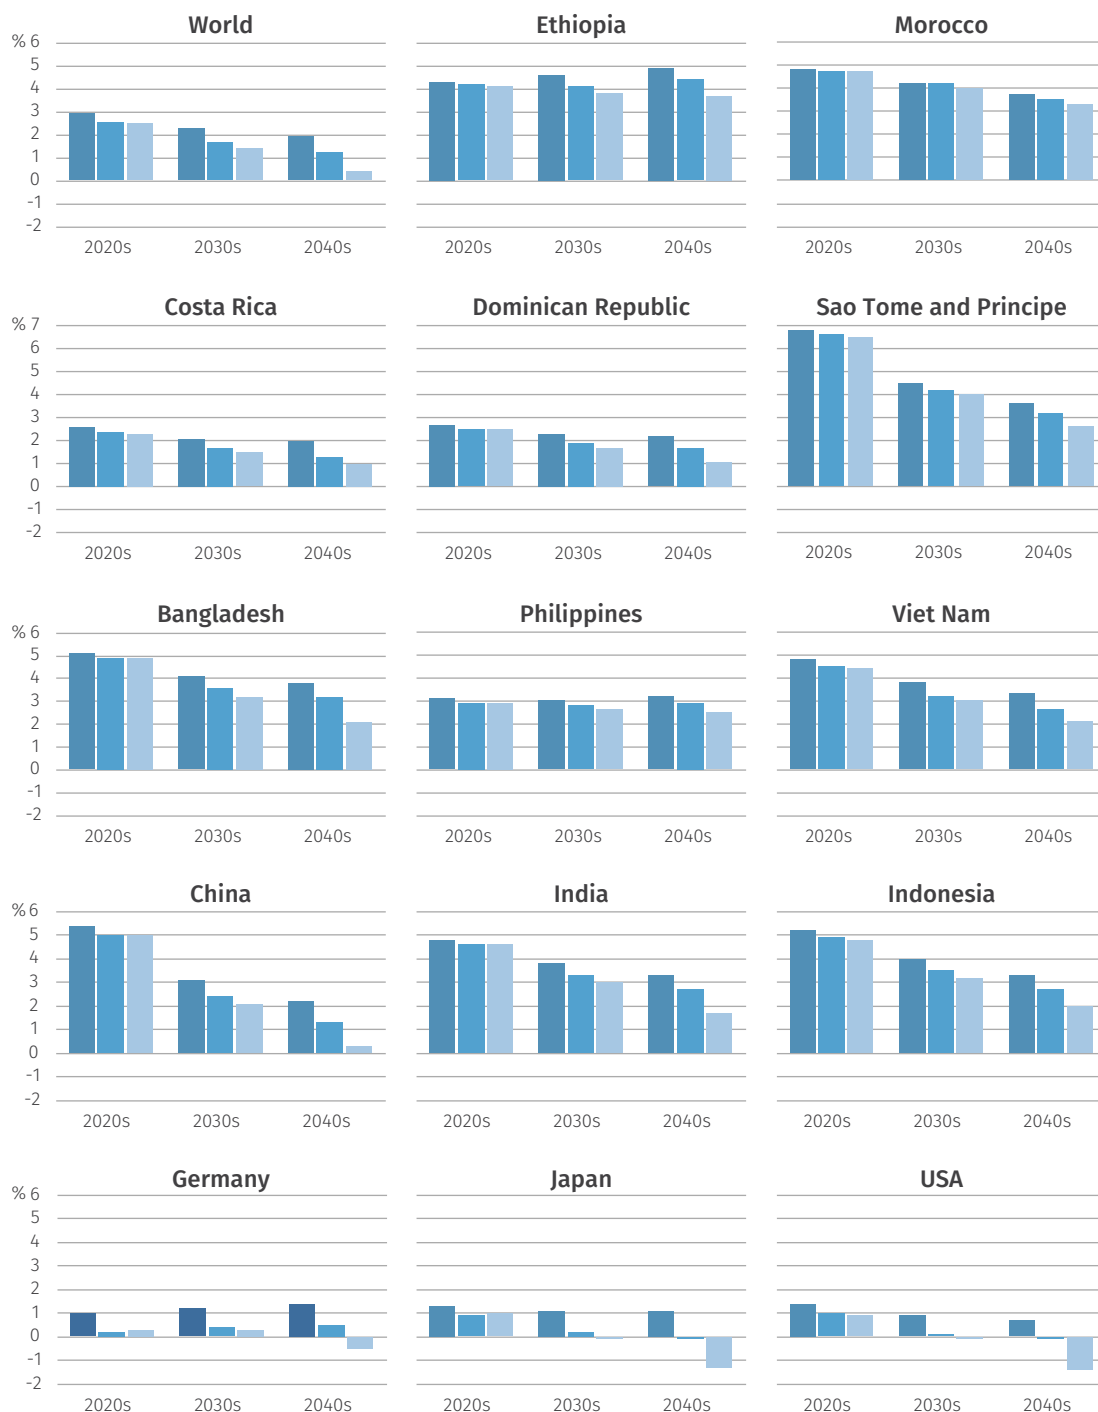 World
Ethiopia
Morocco
% 6
5
4
3
2
1
0
-1
-2
2020s 2030s 2040s
2020s 2030s 2040s
2020s 2030s 2040s
Costa Rica
Dominican Republic
Sao Tome and Principe
% 7
6
5
4
3
2
1
0
-1
-2
2020s 2030s 2040s
2020s 2030s 2040s
2020s 2030s 2040s
Bangladesh
Philippines
Viet Nam
% 6
5
4
3
2
1
0
-1
-2
2020s 2030s 2040s
2020s 2030s 2040s
2020s 2030s 2040s
China
India
Indonesia
% 6
5
4
3
2
1
0
-1
-2
2020s 2030s 2040s
2020s 2030s 2040s
2020s 2030s 2040s
Germany
Japan
USA
% 6
5
4
3
2
1
0
-1
-2
2020s 2030s 2040s
2020s 2030s 2040s
2020s 2030s 2040s